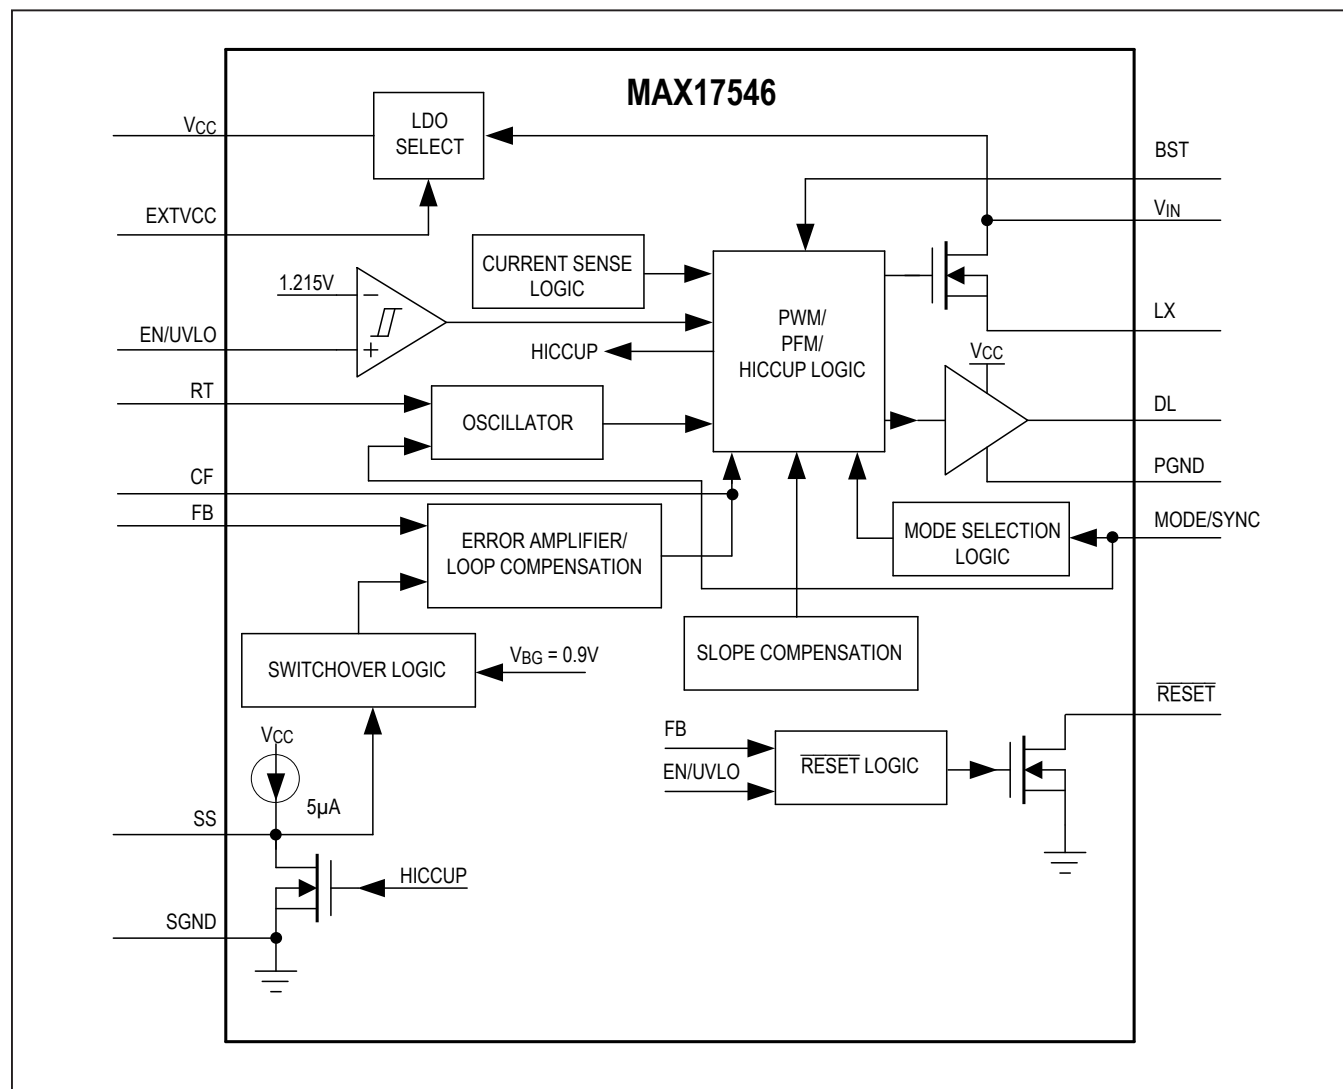 MAX17546
VCC
LDO
SELECT
BST
EXTVCC
VIN
CURRENT SENSE
LOGIC
1.215V
−
+
EN/UVLO
PWM/
PFM/
HICCUP LOGIC
LX
HICCUP
VCC
RT
OSCILLATOR
DL
CF
PGND
FB
ERROR AMPLIFIER/
LOOP COMPENSATION
MODE SELECTION
LOGIC
MODE/SYNC
SWITCHOVER LOGIC
VBG = 0.9V
SLOPE COMPENSATION
RESET
VCC
5µA
FB
EN/UVLO
RESET LOGIC
SS
HICCUP
SGND